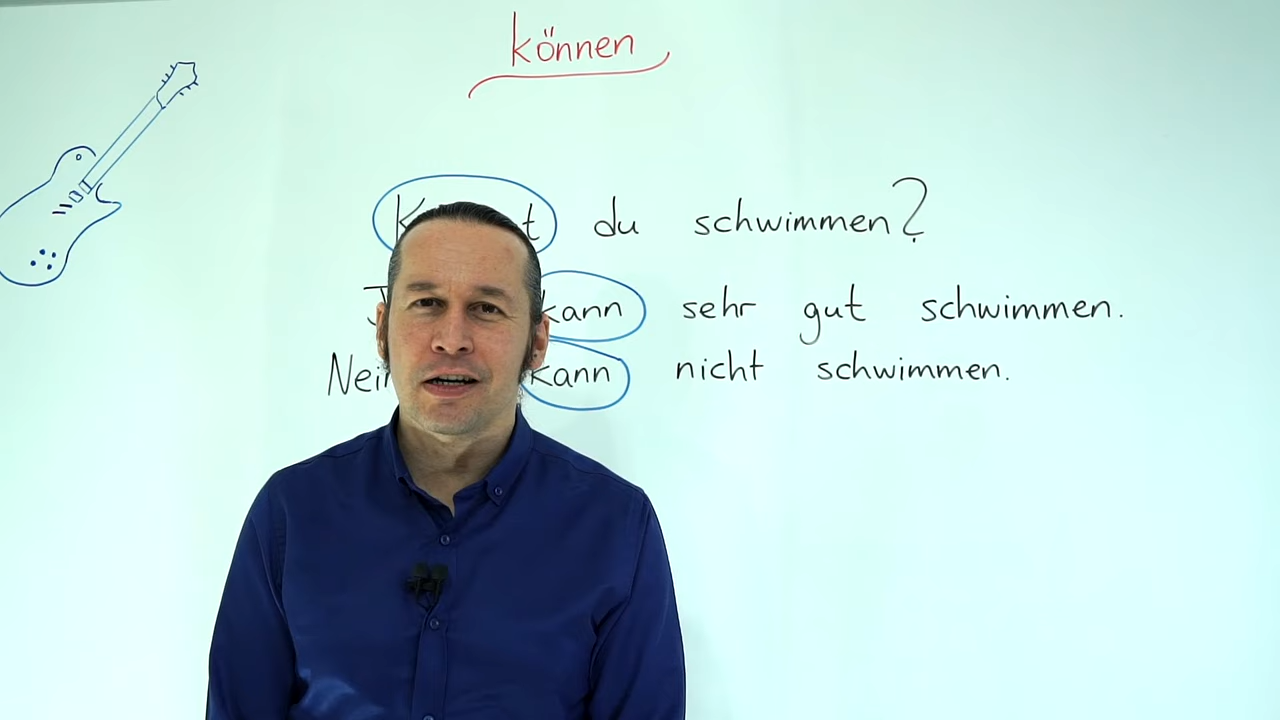 können
du schwimmen?
kann sehr gut schwimmen.
kann nicht schwimmen.